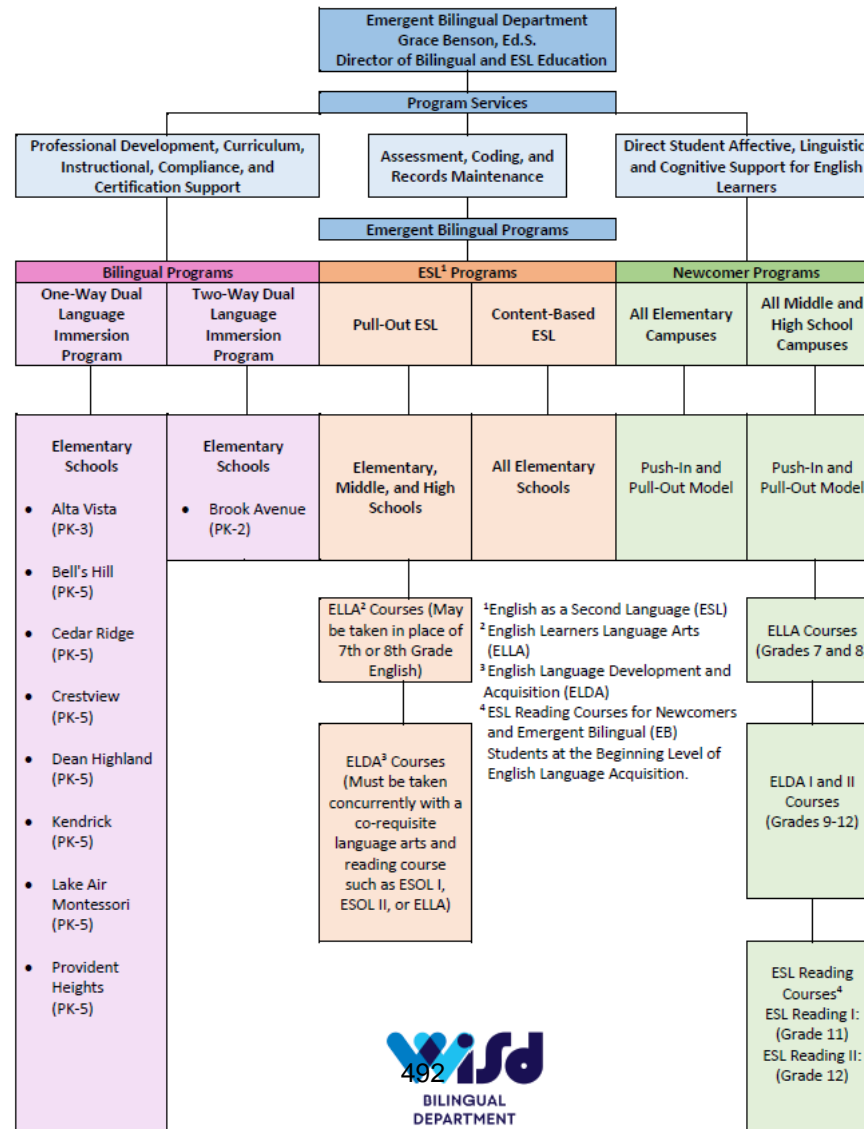 Emergent Bilingual Department
Grace Benson, Ed.S.
Director of Bilingual and ESL Education
Program Services
Professional Development, Curriculum,
Instructional, Compliance, and
Certification Support
Assessment, Coding, and
Records Maintenance
Direct Student Affective, Linguistic
and Cognitive Support for English
Learners
Emergent Bilingual Programs
Bilingual Programs
ESL¹ Programs
Newcomer Programs
One-Way Dual
Language
Immersion
Program
Two-Way Dual
Language
Immersion
Program
Pull-Out ESL
Content-Based
ESL
All Elementary
Campuses
All Middle and
High School
Campuses
Elementary
Schools
• Alta Vista
(PK-3)
• Bell's Hill
(PK-5)
• Cedar Ridge
(PK-5)
• Crestview
(PK-5)
• Dean Highland
(PK-5)
• Kendrick
(PK-5)
• Lake Air
Montessori
(PK-5)
• Provident
Heights
(PK-5)
Elementary
Schools
• Brook Avenue
(PK-2)
Elementary,
Middle, and High
Schools
All Elementary
Schools
Push-In and
Pull-Out Model
Push-In and
Pull-Out Model
ELLA² Courses (May
be taken in place of
7th or 8th Grade
English)
ELDA³ Courses
(Must be taken
concurrently with a
co-requisite
language arts and
reading course
such as ESOL I,
ESOL II, or ELLA)
¹English as a Second Language (ESL)
² English Learners Language Arts
(ELLA)
³ English Language Development and
Acquisition (ELDA)
⁴ ESL Reading Courses for Newcomers
and Emergent Bilingual (EB)
Students at the Beginning Level of
English Language Acquisition.
ELLA Courses
(Grades 7 and 8
ELDA I and II
Courses
(Grades 9-12)
ESL Reading
Courses⁴
ESL Reading I:
(Grade 11)
ESL Reading II:
(Grade 12)
Wisd
492
BILINGUAL
DEPARTMENT